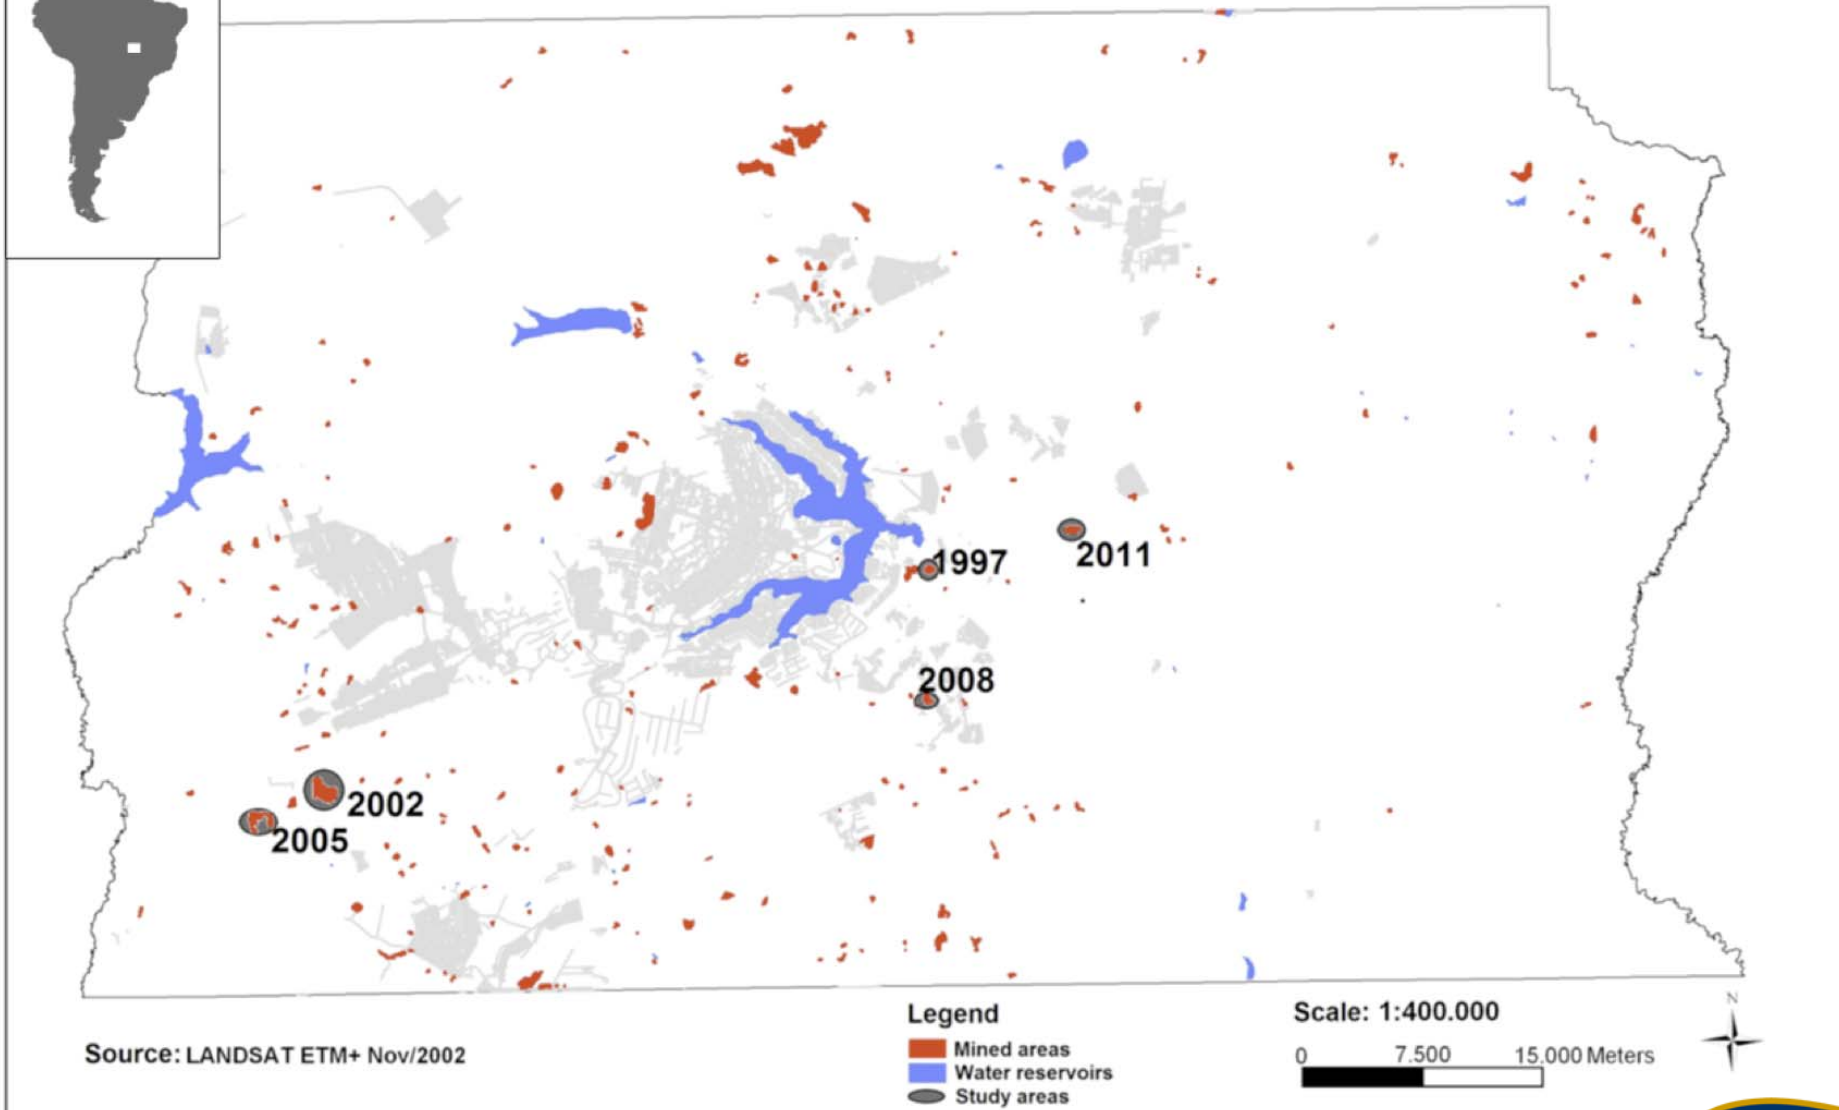 1997
2011
2008
2002
2005
Legend
Mined areas
Water reservoirs
Study areas
Scale: 1:400.000
0 7.500 15.000 Meters
N
Source: LANDSAT ETM+ Nov/2002